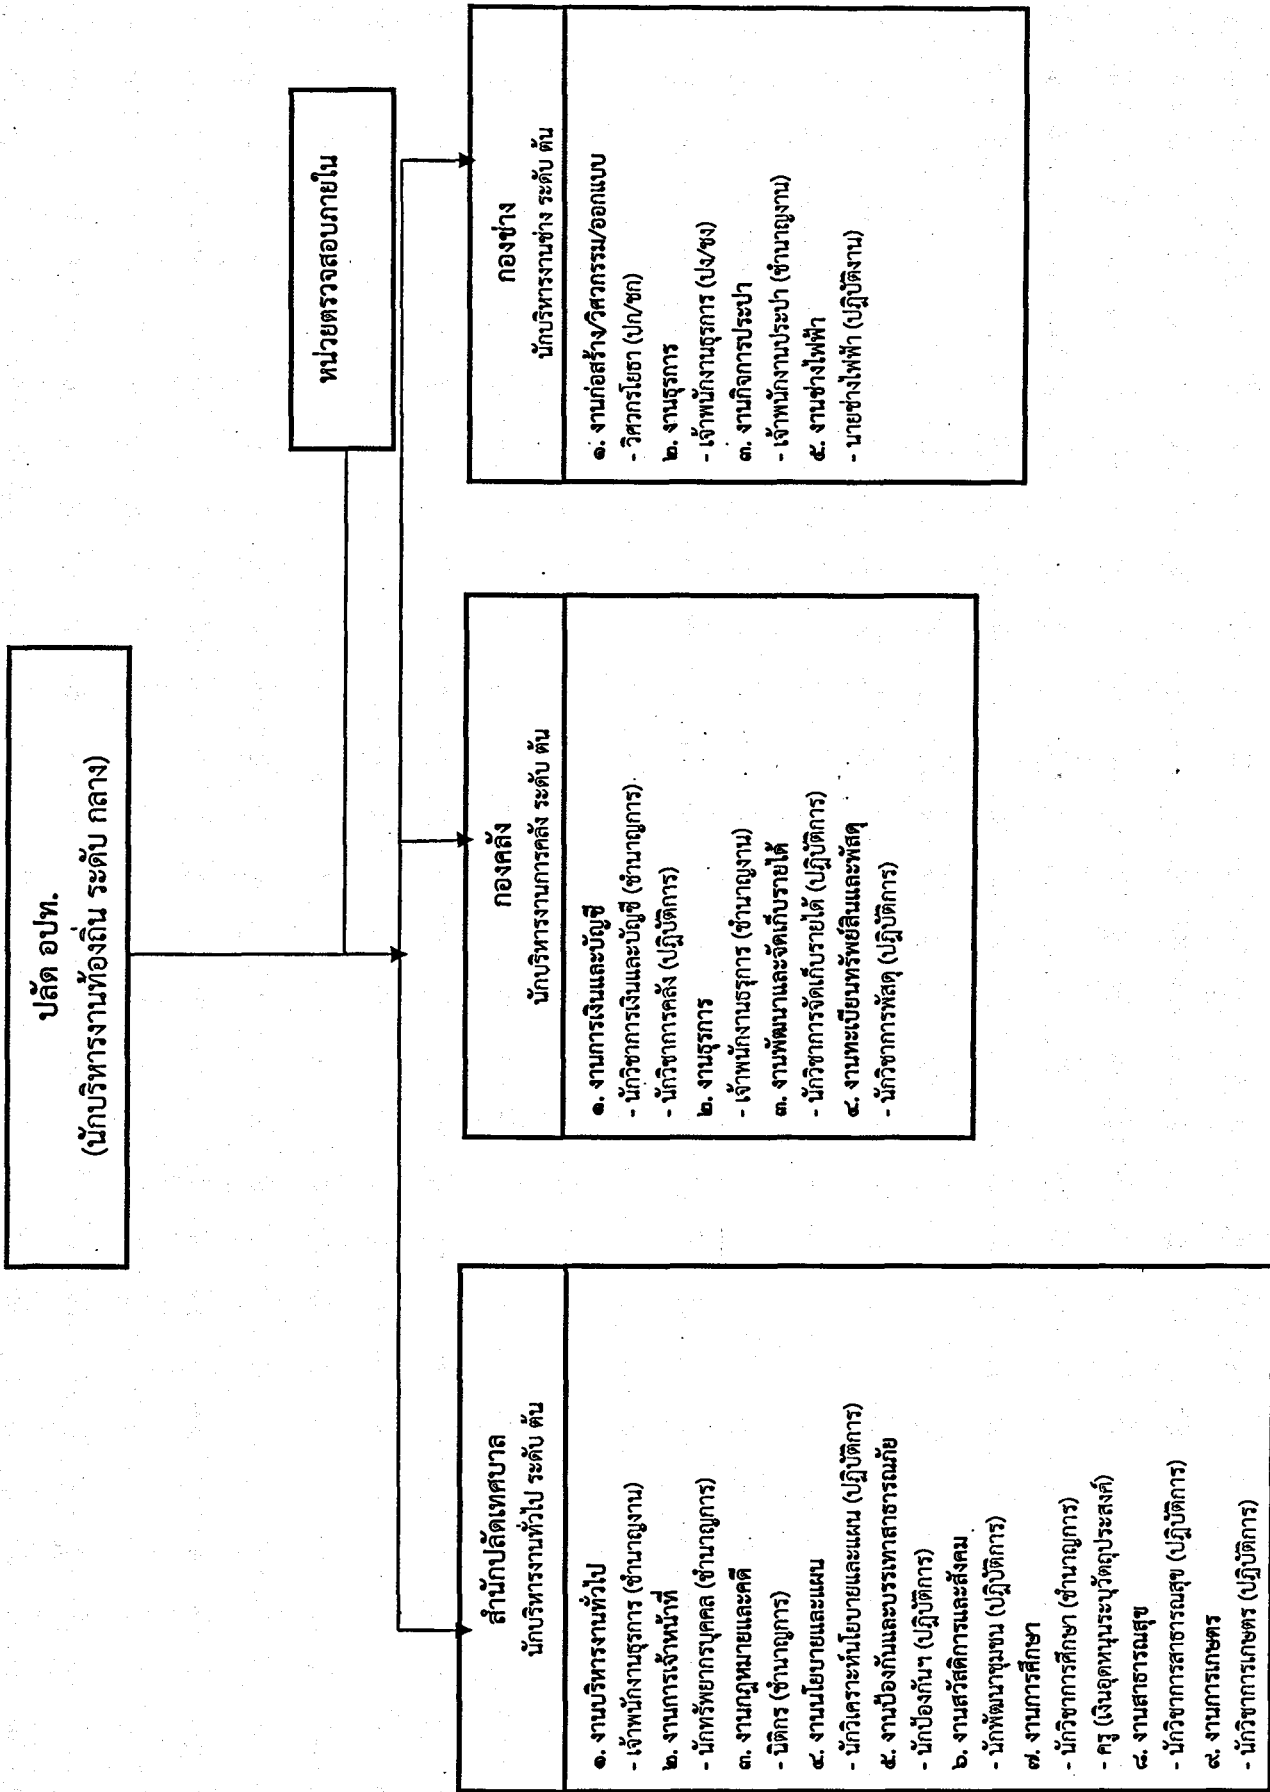 ปลัด อปท.
(นักบริหารงานท้องถิ่น ระดับ กลาง)
หน่วยตรวจสอบภายใน
สำนักปลัดเทศบาล
นักบริหารงานทั่วไป ระดับ ต้น
๑. งานบริหารงานทั่วไป
- เจ้าพนักงานธุรการ (ชำนาญงาน)
๒. งานการเจ้าหน้าที่
- นักทรัพยากรบุคคล (ชำนาญการ)
๓. งานกฎหมายและคดี
- นิติกร (ชำนาญการ)
๔. งานนโยบายและแผน
- นักวิเคราะห์นโยบายและแผน (ปฏิบัติการ)
๕. งานป้องกันและบรรเทาสาธารณภัย
- นักป้องกันฯ (ปฏิบัติการ)
๖. งานสวัสดิการและสังคม
- นักพัฒนาชุมชน (ปฏิบัติการ)
๗. งานการศึกษา
- นักวิชาการศึกษา (ชำนาญการ)
- ครู (เงินอุดหนุนระบุวัตถุประสงค์)
๘. งานสาธารณสุข
- นักวิชาการสาธารณสุข (ปฏิบัติการ)
๙. งานการเกษตร
- นักวิชาการเกษตร (ปฏิบัติการ)
กองคลัง
นักบริหารงานการคลัง ระดับ ต้น
๑. งานการเงินและบัญชี
- นักวิชาการเงินและบัญชี (ชำนาญการ)
- นักวิชาการคลัง (ปฏิบัติการ)
๒. งานธุรการ
- เจ้าพนักงานธุรการ (ชำนาญงาน)
๓. งานพัฒนาและจัดเก็บรายได้
- นักวิชาการจัดเก็บรายได้ (ปฏิบัติการ)
๔. งานทะเบียนทรัพย์สินและพัสดุ
- นักวิชาการพัสดุ (ปฏิบัติการ)
กองช่าง
นักบริหารงานช่าง ระดับ ต้น
๑. งานก่อสร้าง/วิศวกรรม/ออกแบบ
- วิศวกรโยธา (ปก/ชก)
๒. งานธุรการ
- เจ้าพนักงานธุรการ (ปง/ชง)
๓. งานกิจการประปา
- เจ้าพนักงานประปา (ชำนาญงาน)
๕. งานช่างไฟฟ้า
- นายช่างไฟฟ้า (ปฏิบัติงาน)